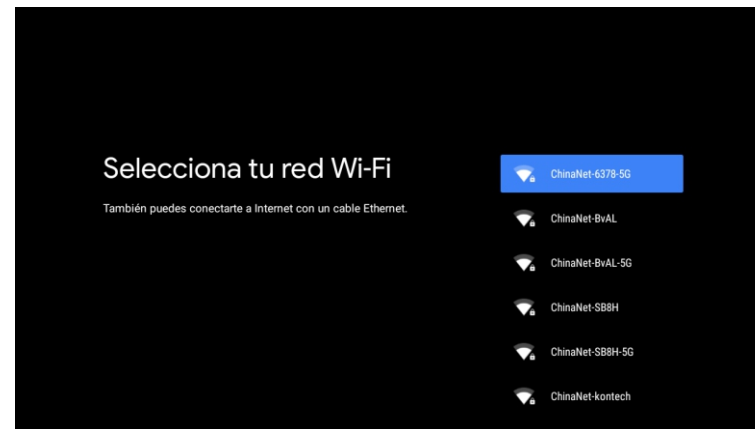 Selecciona tu red Wi-Fi
También puedes conectarte a Internet con un cable Ethernet.
ChinaNet-6378-5G
ChinaNet-BvAL
ChinaNet-BvAL-5G
ChinaNet-SB8H
ChinaNet-SB8H-5G
ChinaNet-kontech